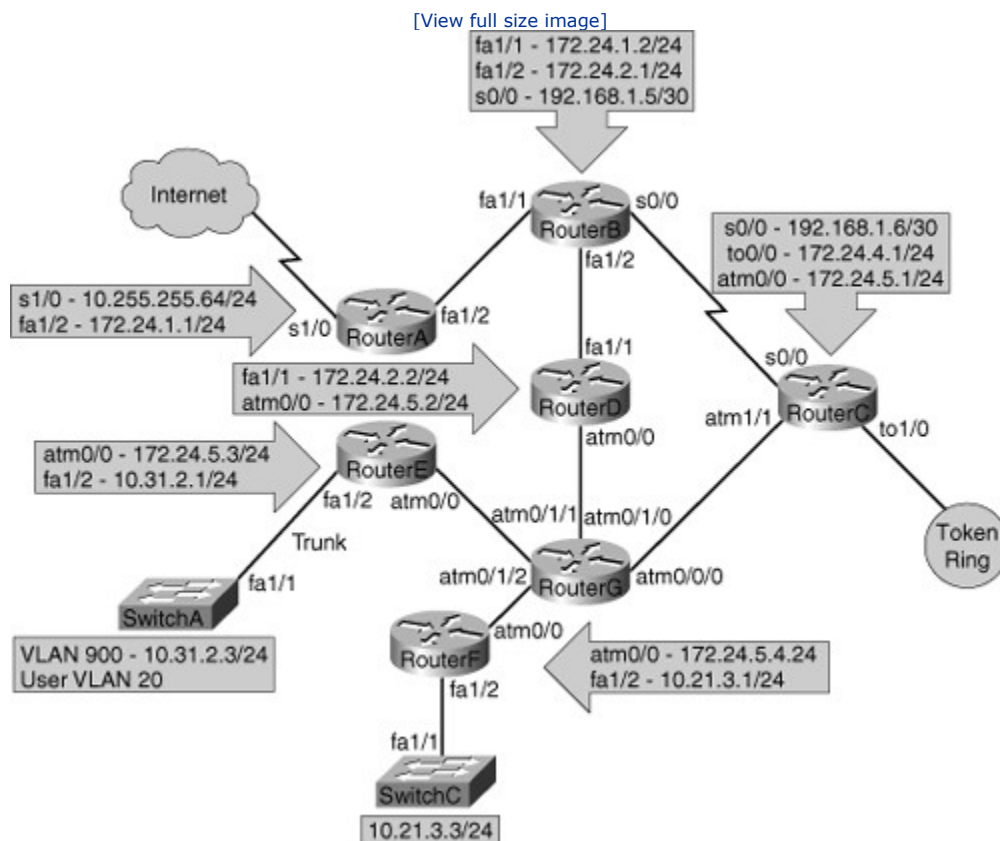 [View full size image]
fa1/1 - 172.24.1.2/24
fa1/2 - 172.24.2.1/24
s0/0 - 192.168.1.5/30
Internet
fa1/1
s0/0
RouterB
fa1/2
s0/0 - 192.168.1.6/30
to0/0 - 172.24.4.1/24
atm0/0 - 172.24.5.1/24
s1/0 - 10.255.255.64/24
fa1/2 - 172.24.1.1/24
s1/0
fa1/2
RouterA
fa1/1
s0/0
fa1/1 - 172.24.2.2/24
atm0/0 - 172.24.5.2/24
RouterD
atm0/0
RouterC
atm1/1
to1/0
atm0/0 - 172.24.5.3/24
fa1/2 - 10.31.2.1/24
RouterE
fa1/2
atm0/0
atm0/1/1
atm0/1/0
Token
Ring
Trunk
fa1/1
SwitchA
atm0/1/2
RouterG
atm0/0/0
VLAN 900 - 10.31.2.3/24
User VLAN 20
atm0/0
RouterF
fa1/2
atm0/0 - 172.24.5.4.24
fa1/2 - 10.21.3.1/24
fa1/1
SwitchC
10.21.3.3/24